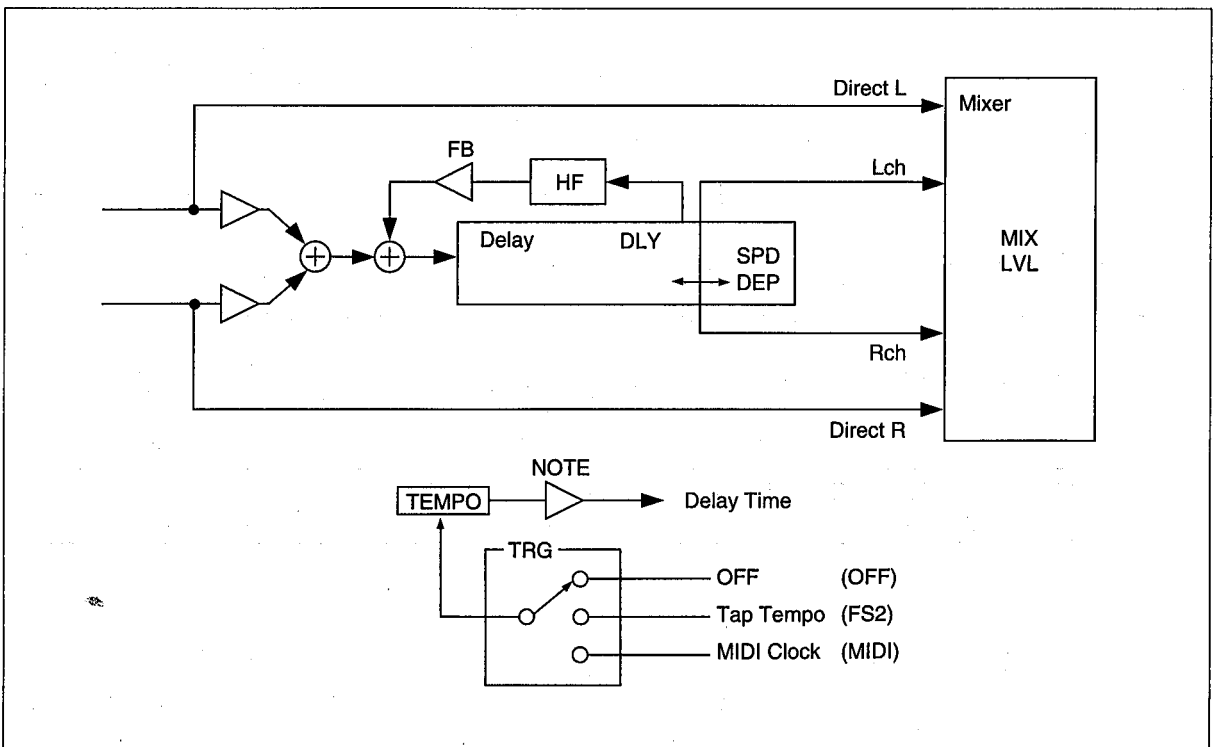 Direct L
Mixer
FB
HF
Lch
Delay
DLY
SPD
DEP
MIX
LVL
Rch
Direct R
NOTE
TEMPO
Delay Time
TRG
OFF (OFF)
Tap Tempo (FS2)
MIDI Clock (MIDI)